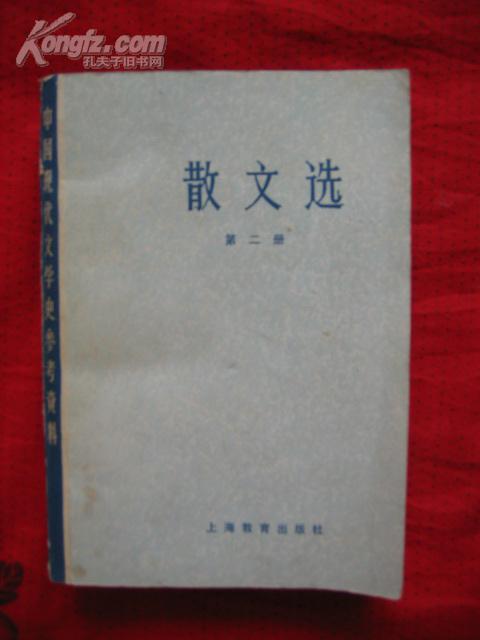 Kongfz.com
孔夫子旧书网
中国现代文学史参考资料
散文选
第二册
上海教育出版社